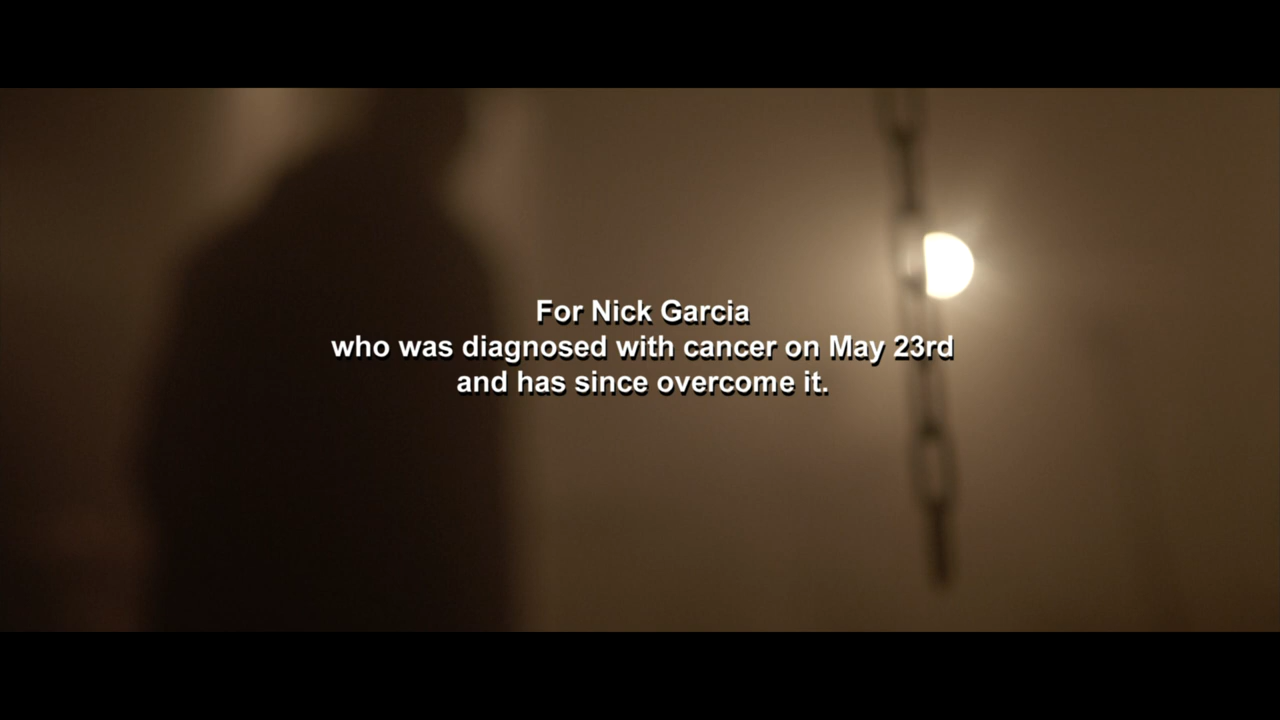 For Nick Garcia
who was diagnosed with cancer on May 23rd
and has since overcome it.